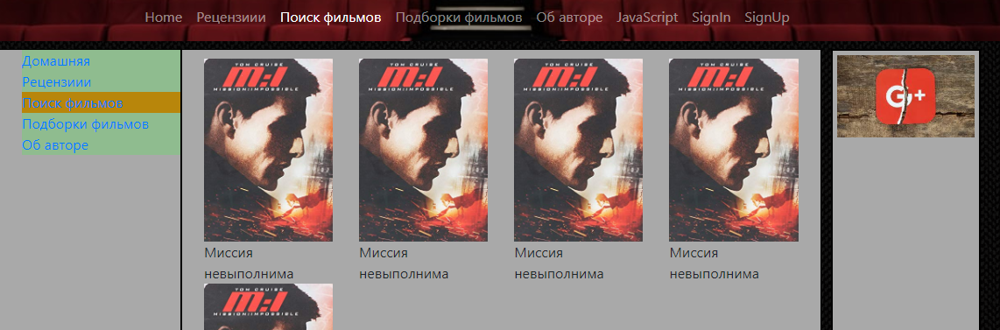 Home Рецензиии Поиск фильмов Подборки фильмов Об авторе JavaScript SignIn SignUp
Домашняя
Рецензиии
Поиск фильмов
Подборки фильмов
Об авторе
TOM CRUISE
M:I
MISSION:IMPOSSIBLE
Миссия
невыполнима
TOM CRUISE
M:I
MISSION:IMPOSSIBLE
Миссия
невыполнима
TOM CRUISE
M:I
MISSION:IMPOSSIBLE
Миссия
невыполнима
TOM CRUISE
M:I
MISSION:IMPOSSIBLE
Миссия
невыполнима
TOM CRUISE
M:I
MISSION:IMPOSSIBLE
G+